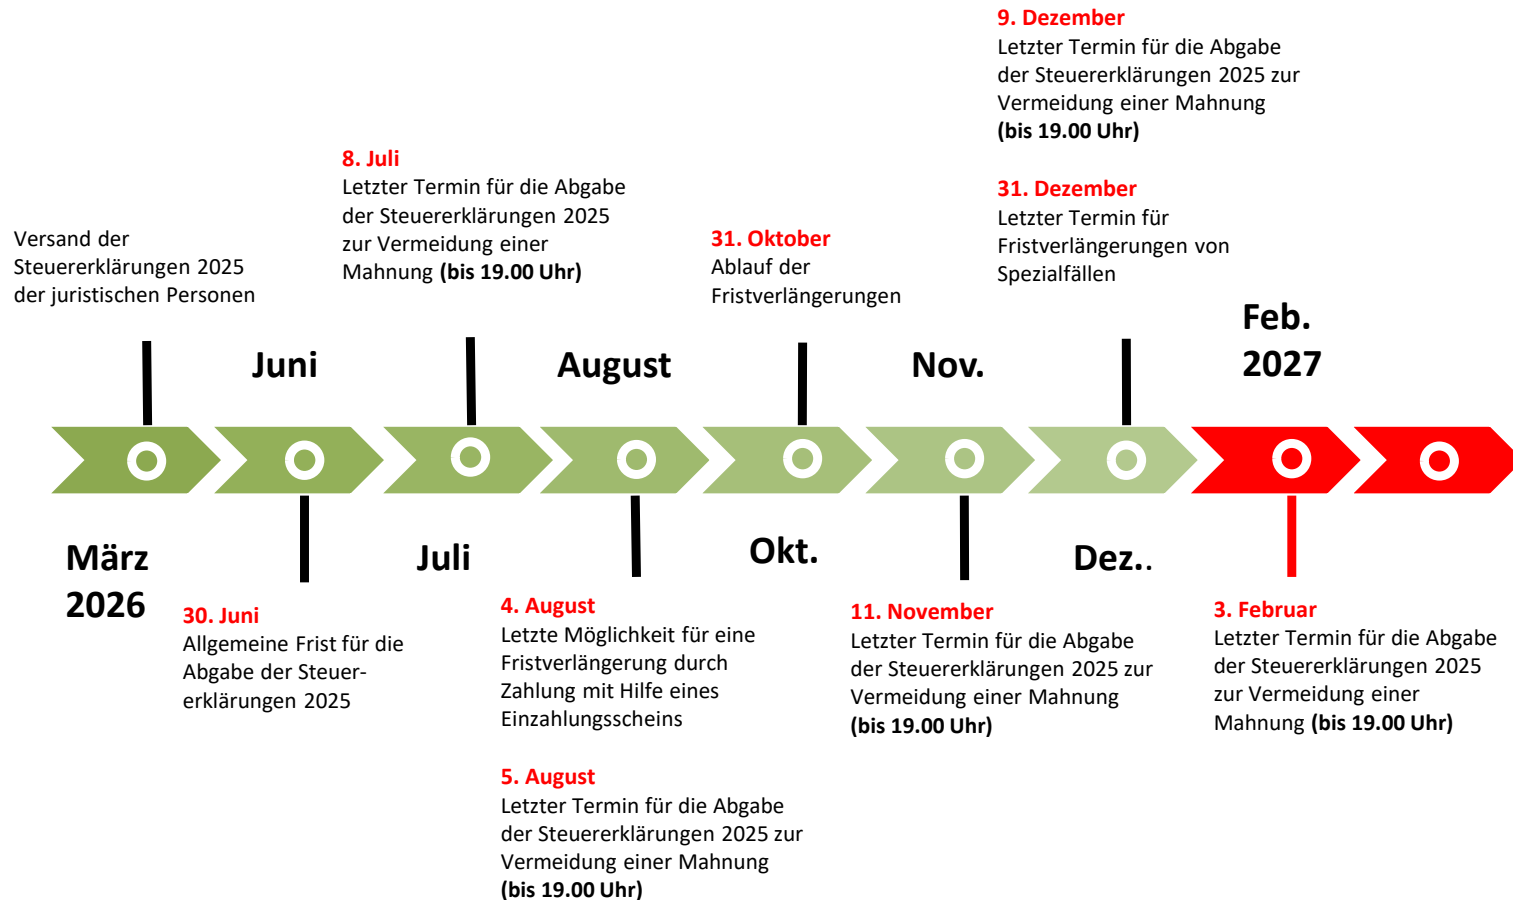 Versand der
Steuererklärungen 2025
der juristischen Personen
8. Juli
Letzter Termin für die Abgabe
der Steuererklärungen 2025
zur Vermeidung einer
Mahnung (bis 19.00 Uhr)
31. Oktober
Ablauf der
Fristverlängerungen
9. Dezember
Letzter Termin für die Abgabe
der Steuererklärungen 2025 zur
Vermeidung einer Mahnung
(bis 19.00 Uhr)
31. Dezember
Letzter Termin für
Fristverlängerungen von
Spezialfällen
Juni
August
Nov.
Feb.
2027
März
2026
Juli
Okt.
Dez..
30. Juni
Allgemeine Frist für die
Abgabe der Steuer-
erklärungen 2025
4. August
Letzte Möglichkeit für eine
Fristverlängerung durch
Zahlung mit Hilfe eines
Einzahlungsscheins
5. August
Letzter Termin für die Abgabe
der Steuererklärungen 2025 zur
Vermeidung einer Mahnung
(bis 19.00 Uhr)
11. November
Letzter Termin für die Abgabe
der Steuererklärungen 2025 zur
Vermeidung einer Mahnung
(bis 19.00 Uhr)
3. Februar
Letzter Termin für die Abgabe
der Steuererklärungen 2025
zur Vermeidung einer
Mahnung (bis 19.00 Uhr)